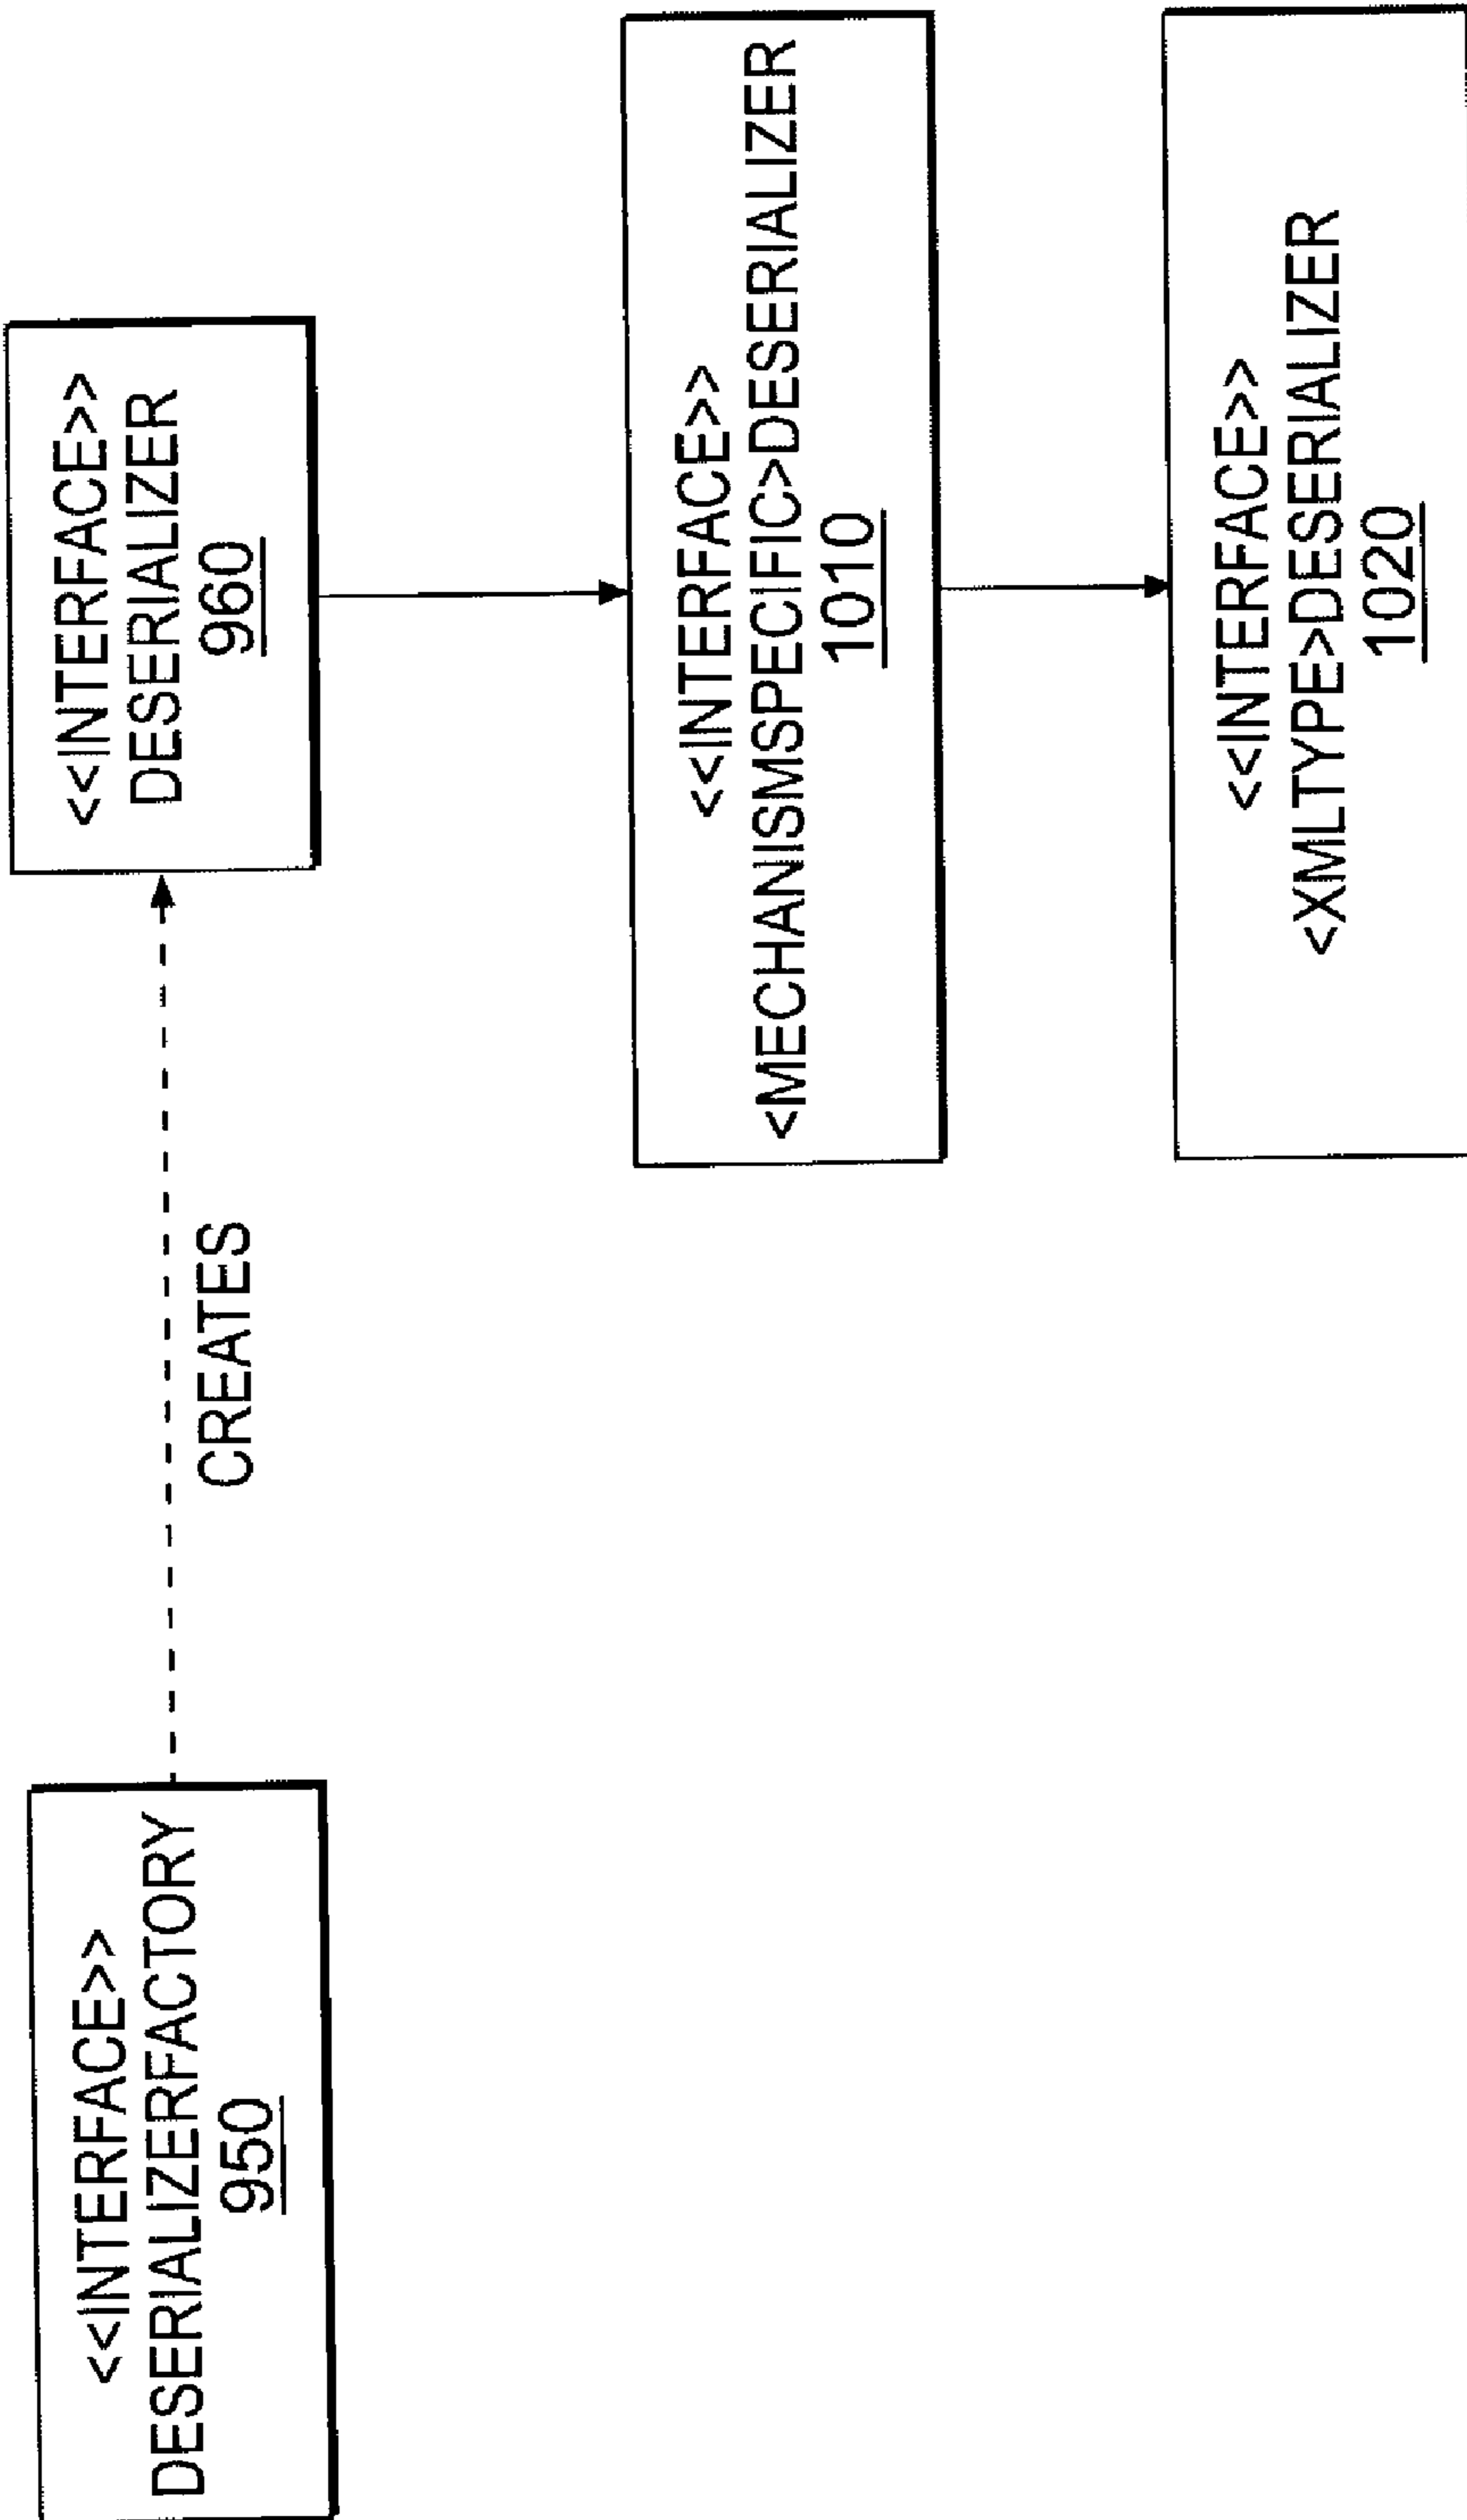 <<INTERFACE>>
DESERIALIZERFACTORY
950
CREATES
<<INTERFACE>>
DESERIALIZER
960
<<INTERFACE>>
<MECHANISMSPECIFIC>DESERIALIZER
1010
<<INTERFACE>>
<XMLTYPE>DESERIALIZER
1020